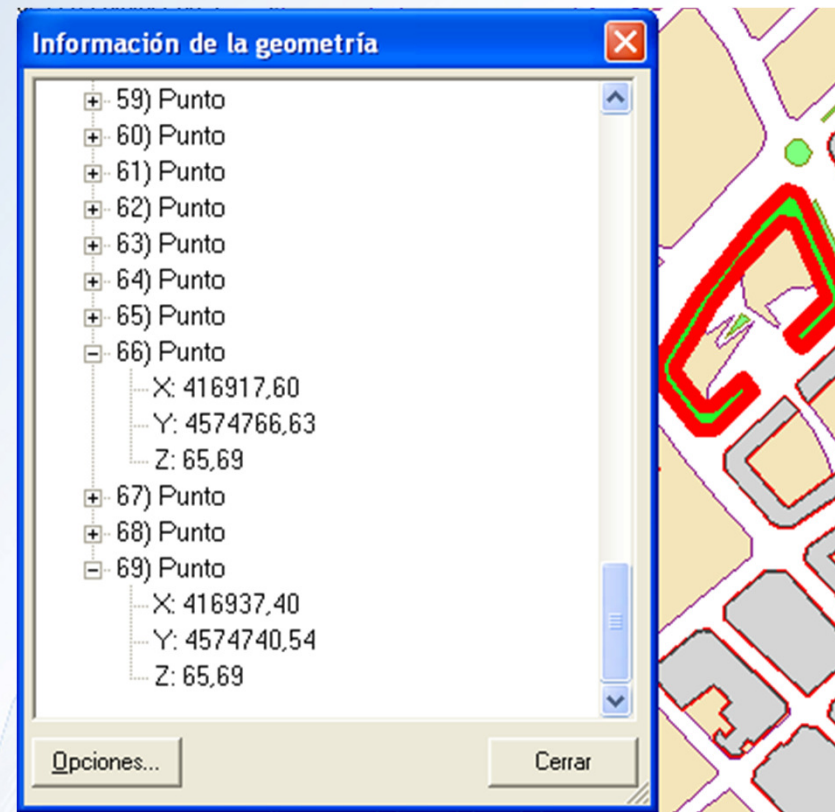 Información de la geometría
59) Punto
60) Punto
61) Punto
62) Punto
63) Punto
64) Punto
65) Punto
66) Punto
X: 416917,60
Y: 4574766,63
Z: 65,69
67) Punto
68) Punto
69) Punto
X: 416937,40
Y: 4574740,54
Z: 65,69
Opciones...
Cerrar